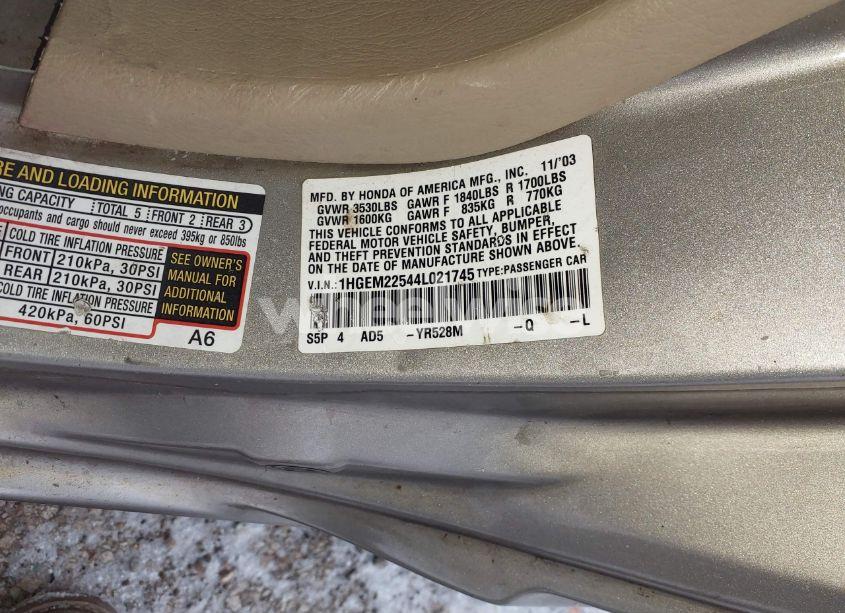 RE AND LOADING INFORMATION
NG CAPACITY TOTAL 5 FRONT 2 REAR 3
occupants and cargo should never exceed 395kg or 850lbs
COLD TIRE INFLATION PRESSURE
FRONT 210kPa, 30PSI
REAR 210kPa, 30PSI
COLD TIRE INFLATION PRESSURE
420kPa, 60PSI
SEE OWNER'S
MANUAL FOR
ADDITIONAL
INFORMATION
A6
MFD. BY HONDA OF AMERICA MFG., INC. 11/'03
GVWR 3530LBS GAWR F 1840LBS R 1700LBS
GVWR 1600KG GAWR F 835KG R 770KG
THIS VEHICLE CONFORMS TO ALL APPLICABLE
FEDERAL MOTOR VEHICLE SAFETY, BUMPER,
AND THEFT PREVENTION STANDARDS IN EFFECT
ON THE DATE OF MANUFACTURE SHOWN ABOVE.
V.I.N.: 1HGEM22544L021745 TYPE: PASSENGER CAR
S5P 4 AD5 -YR528M -Q -L